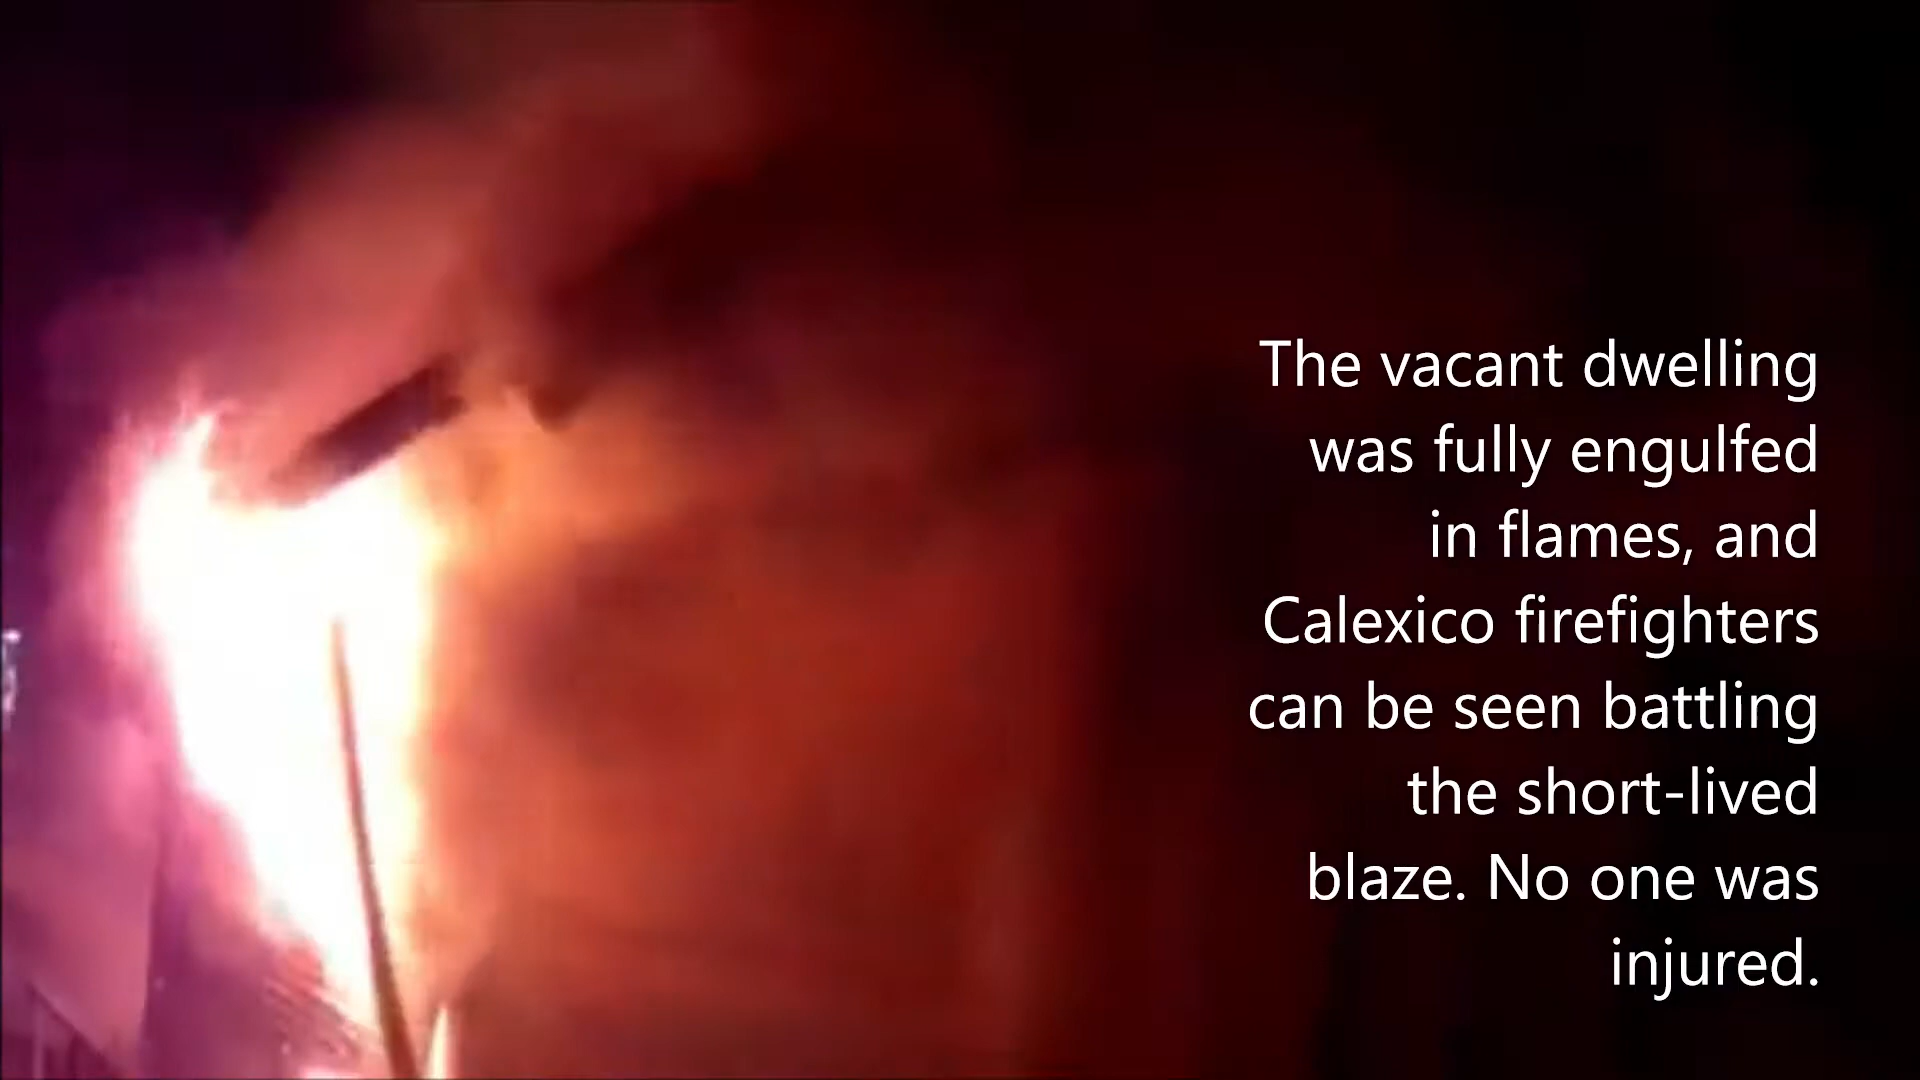 The vacant dwelling
was fully engulfed
in flames, and
Calexico firefighters
can be seen battling
the short-lived
blaze. No one was
injured.